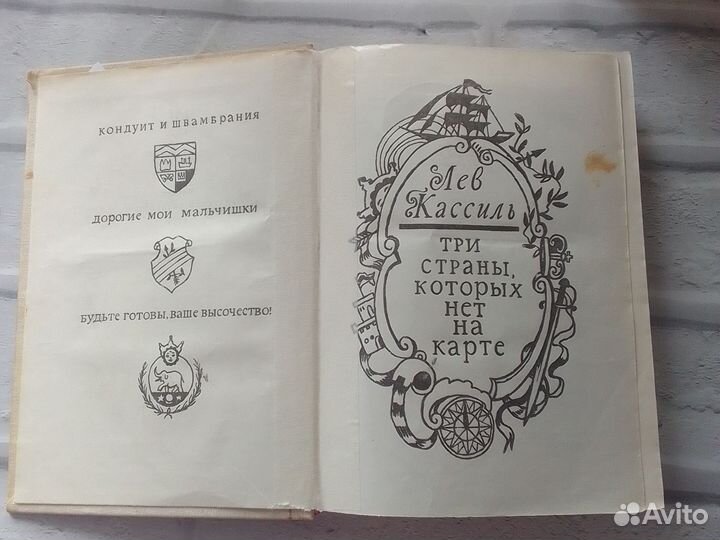 КОНДУИТ И ШВАМБРАНИЯ
ДОРОГИЕ МОИ МАЛЬЧИШКИ
БУДЬТЕ ГОТОВЫ, ВАШЕ ВЫСОЧЕСТВО!
Лев
Кассиль
ТРИ
СТРАНЫ,
КОТОРЫХ
НЕТ
НА
КАРТЕ
Avito